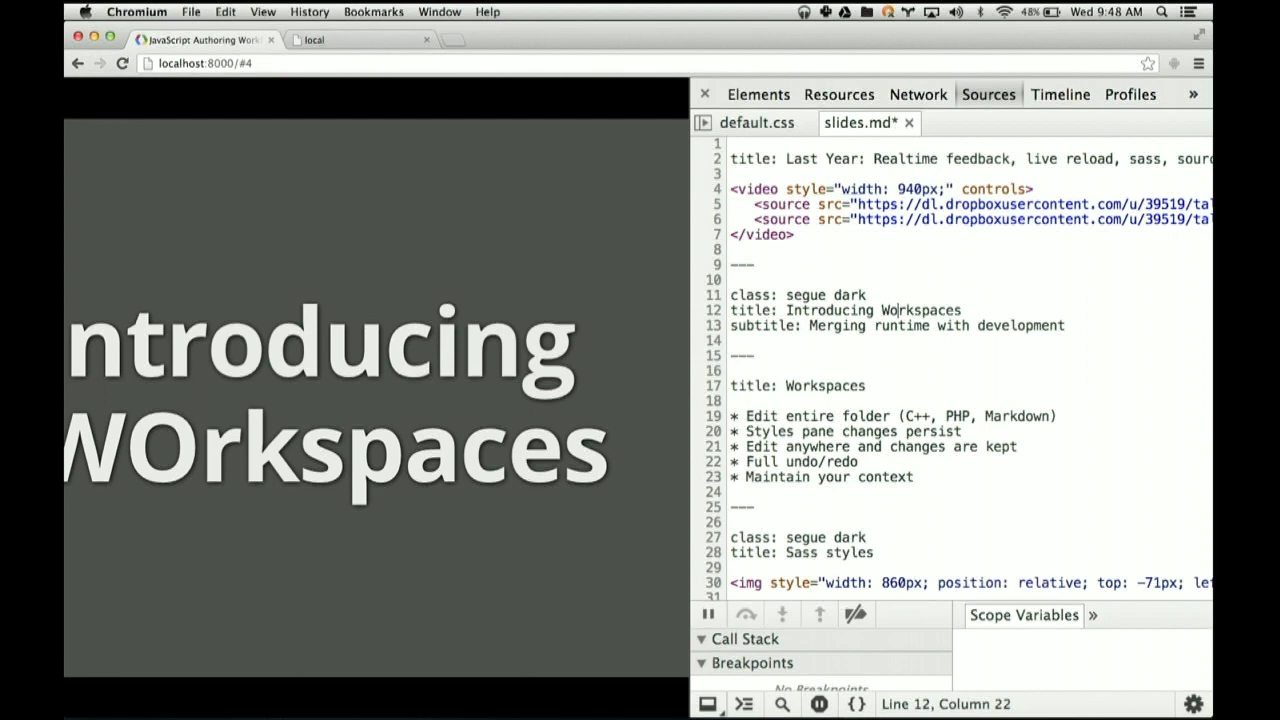 Chromium File Edit View History Bookmarks Window Help 48% Wed 9:48 AM
JavaScript Authoring Work local
localhost:8000/#4
Elements Resources Network Sources Timeline Profiles »
default.css slides.md*
1
2 title: Last Year: Realtime feedback, live reload, sass, sour
3
4 <video style="width: 940px;" controls>
5 <source src="https://dl.dropboxusercontent.com/u/39519/tal
6 <source src="https://dl.dropboxusercontent.com/u/39519/tal
7 </video>
8
9 ---
10
11 class: segue dark
12 title: Introducing Workspaces
13 subtitle: Merging runtime with development
14
15 ---
16
17 title: Workspaces
18
19 * Edit entire folder (C++, PHP, Markdown)
20 * Styles pane changes persist
21 * Edit anywhere and changes are kept
22 * Full undo/redo
23 * Maintain your context
24
25 ---
26
27 class: segue dark
28 title: Sass styles
29
30 <img style="width: 860px; position: relative; top: -71px; le
31
ntroducing
WOrkspaces
Scope Variables »
Call Stack
Breakpoints
No Breakpoints
{ } Line 12, Column 22